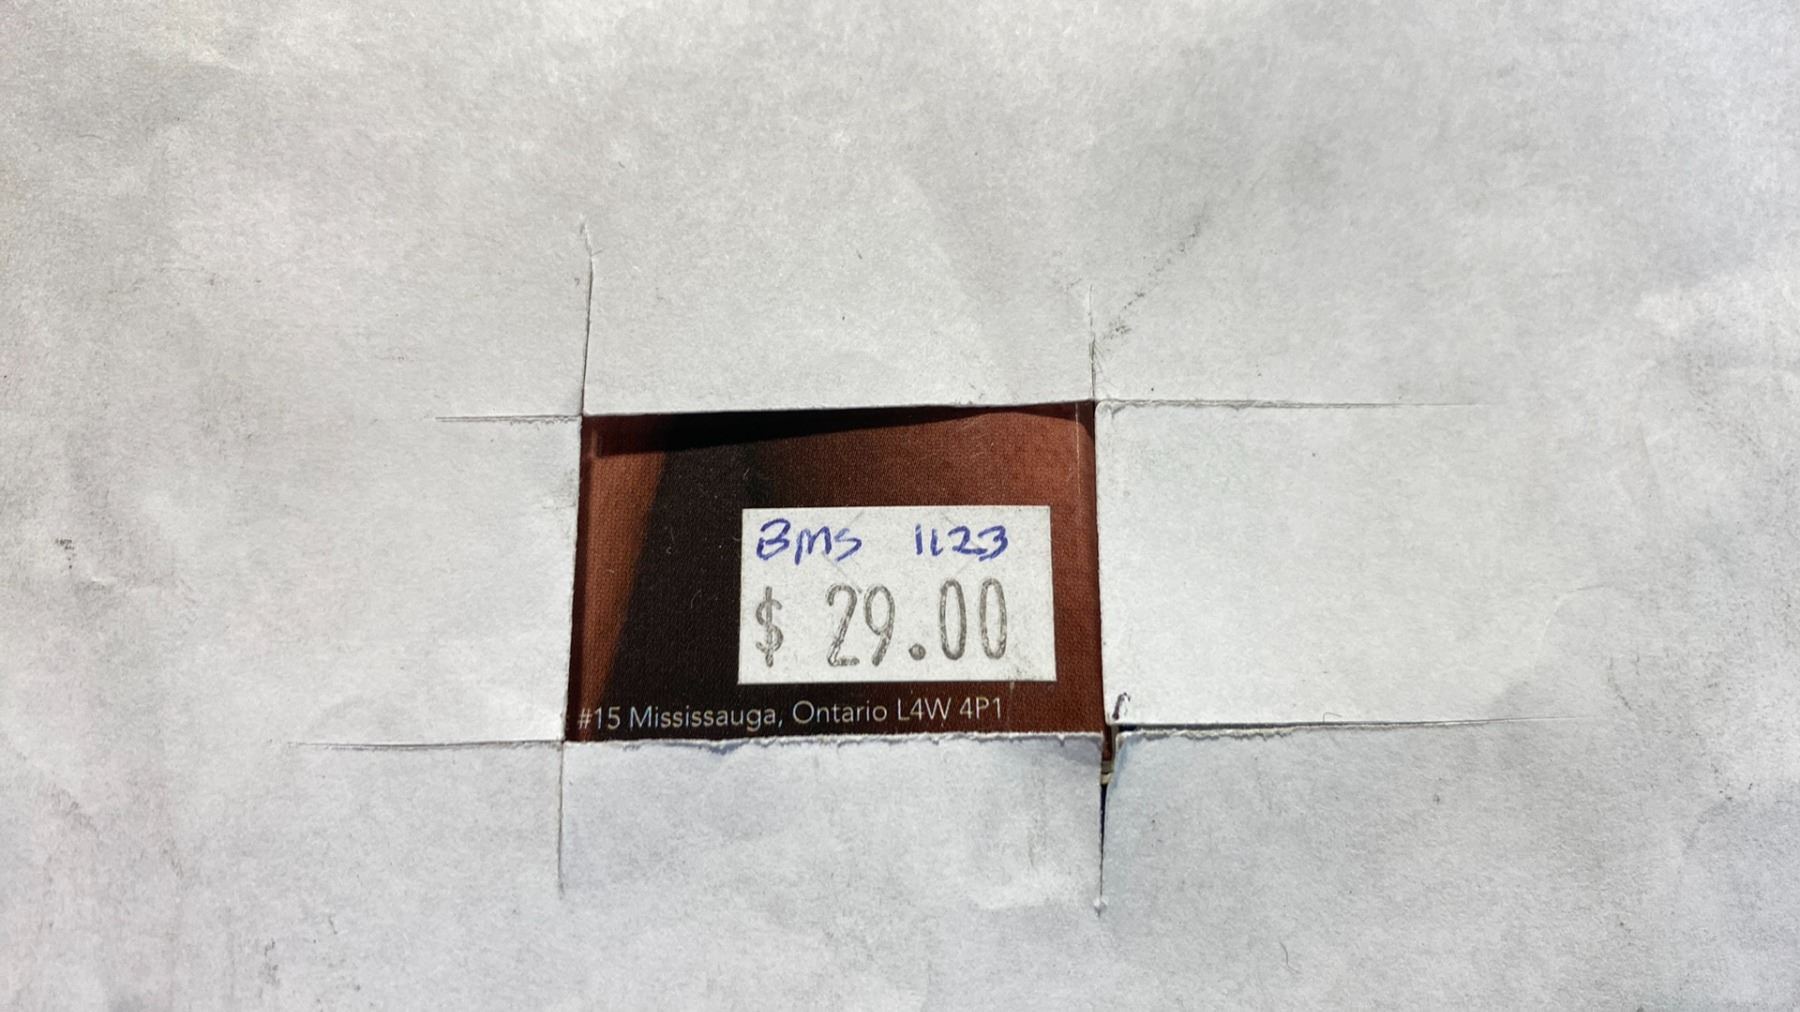 BMS 1123
$ 29.00
#15 Mississauga, Ontario L4W 4P1